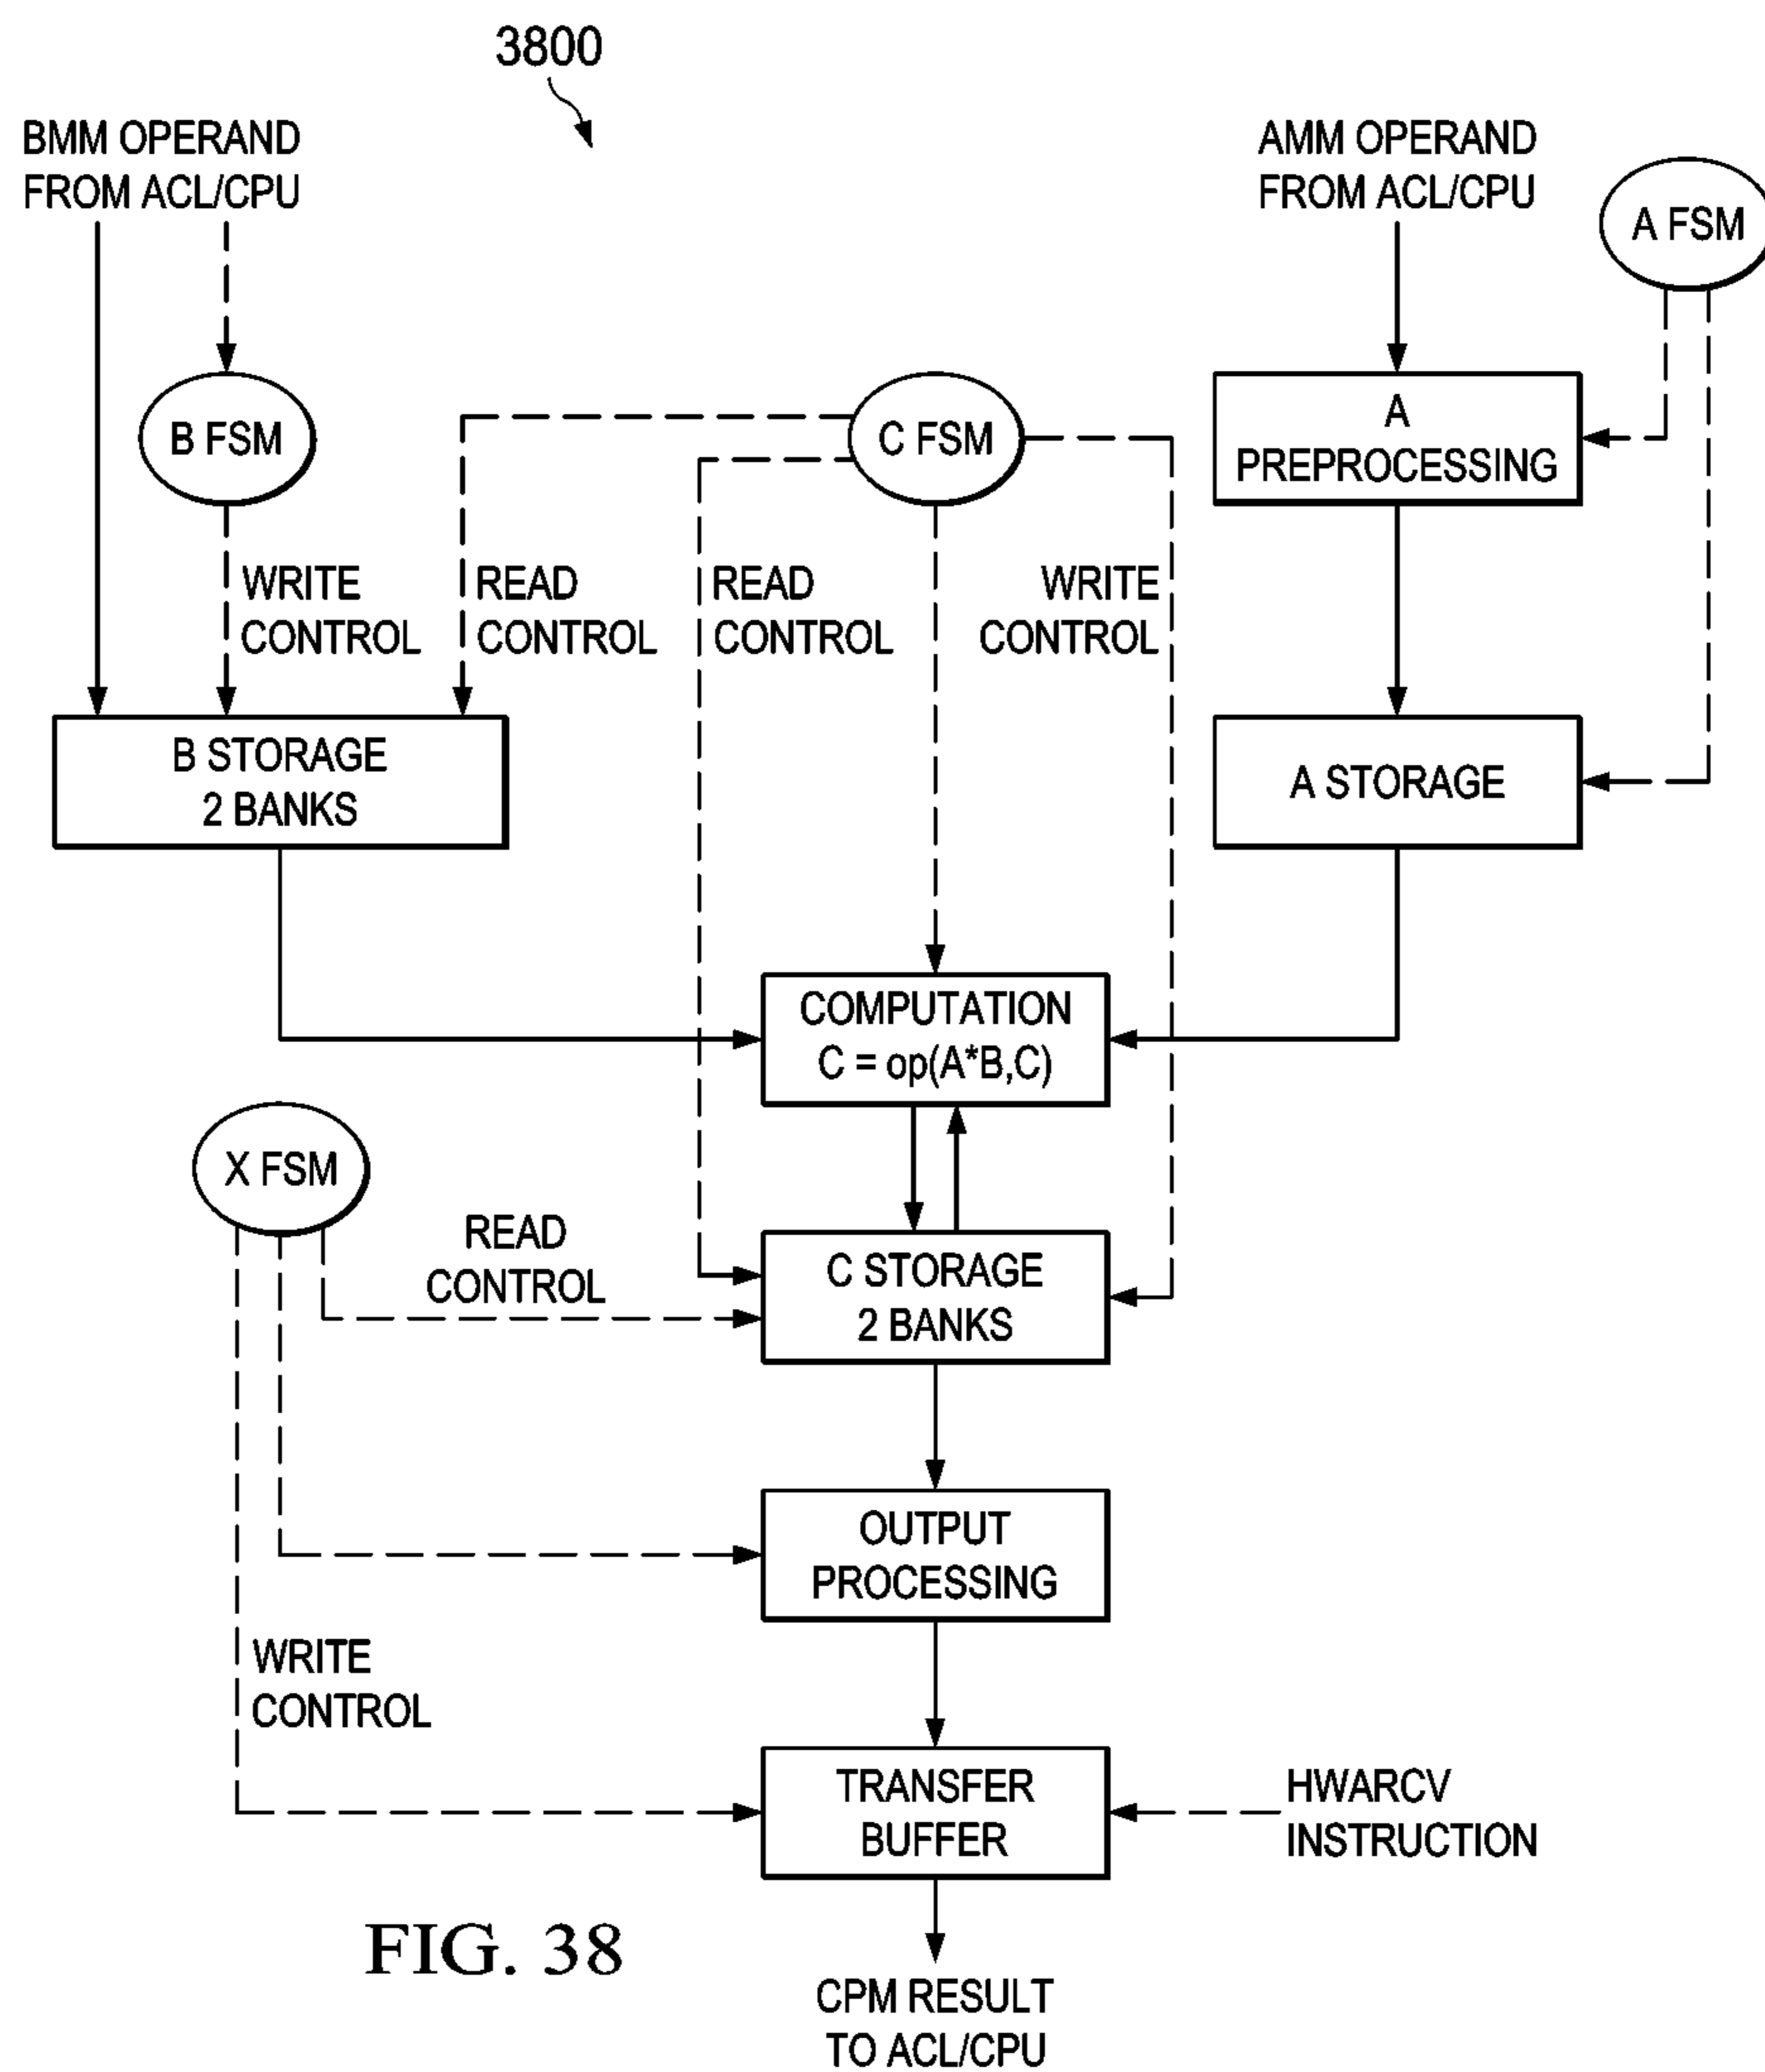 3800
BMM OPERAND
FROM ACL/CPU
AMM OPERAND
FROM ACL/CPU
A FSM
B FSM
C FSM
A
PREPROCESSING
WRITE
CONTROL
READ
CONTROL
READ
CONTROL
WRITE
CONTROL
B STORAGE
2 BANKS
A STORAGE
COMPUTATION
C = op(A*B,C)
X FSM
READ
CONTROL
C STORAGE
2 BANKS
OUTPUT
PROCESSING
WRITE
CONTROL
TRANSFER
BUFFER
HWARCV
INSTRUCTION
FIG. 38
CPM RESULT
TO ACL/CPU